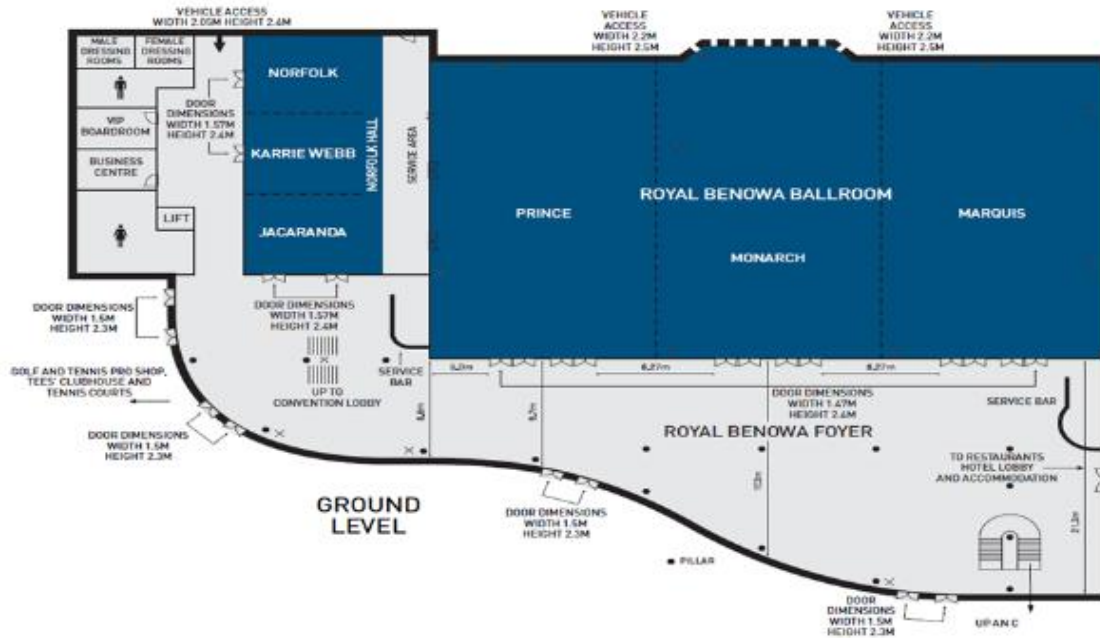 VEHICLE ACCESS
WIDTH 2.05M HEIGHT 2.4M
VEHICLE
ACCESS
WIDTH 2.2M
HEIGHT 2.5M
VEHICLE
ACCESS
WIDTH 2.2M
HEIGHT 2.5M
MALE
DRESSING
ROOMS
FEMALE
DRESSING
ROOMS
NORFOLK
DOOR
DIMENSIONS
WIDTH 1.57M
HEIGHT 2.4M
VIP
BOARDROOM
KARRIE WEBB
NORFOLK HALL
SERVICE AREA
BUSINESS
CENTRE
ROYAL BENOWA BALLROOM
PRINCE
MARQUIS
LIFT
JACARANDA
MONARCH
DOOR DIMENSIONS
WIDTH 1.5M
HEIGHT 2.3M
DOOR DIMENSIONS
WIDTH 1.57M
HEIGHT 2.4M
GOLF AND TENNIS PRO SHOP,
TEES' CLUBHOUSE AND
TENNIS COURTS
UP TO
CONVENTION LOBBY
SERVICE
BAR
6,27m
8,27m
DOOR DIMENSIONS
WIDTH 1.47M
HEIGHT 2.4M
SERVICE BAR
ROYAL BENOWA FOYER
DOOR DIMENSIONS
WIDTH 1.5M
HEIGHT 2.3M
TO RESTAURANTS
HOTEL LOBBY
AND ACCOMMODATION
GROUND
LEVEL
DOOR DIMENSIONS
WIDTH 1.5M
HEIGHT 2.3M
21,2m
PILLAR
DOOR
DIMENSIONS
WIDTH 1.5M
HEIGHT 2.3M
UP AN C